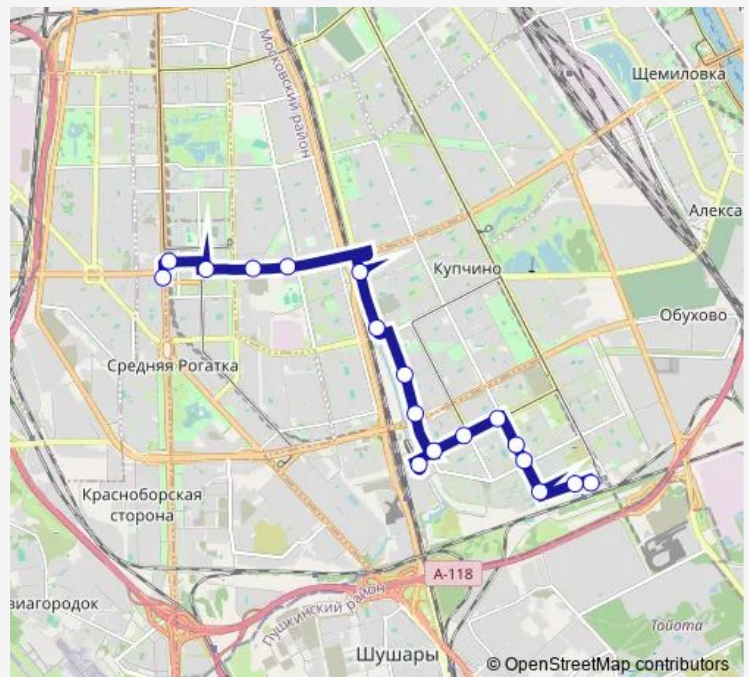 Московский район
Щемиловка
Алекса
Купчино
Обухово
Средняя Рогатка
Красноборская
сторона
А-118
виагородок
Пушкинский район
Тойота
Шушары
© OpenStreetMap contributors